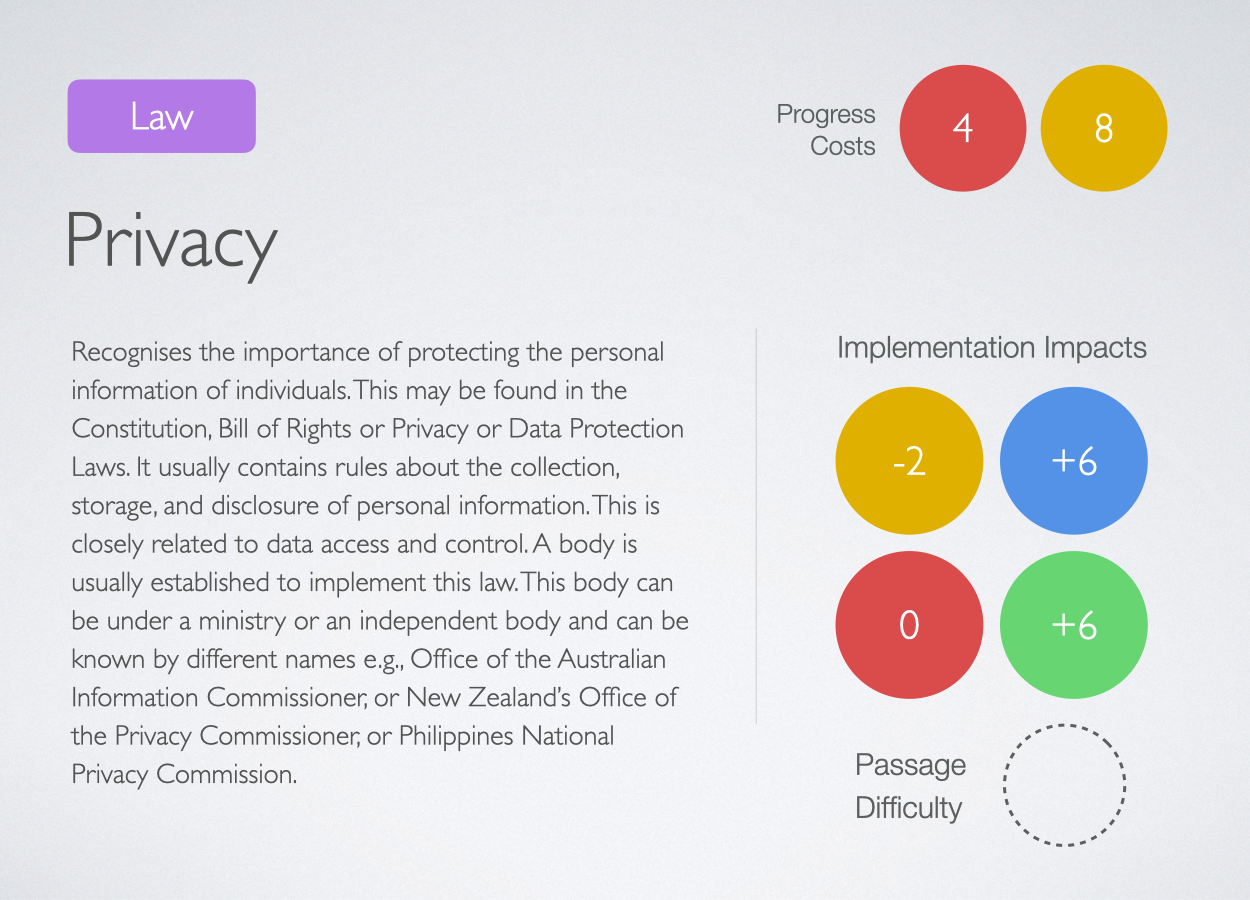 Law
Progress
Costs
4
8
Privacy
Recognises the importance of protecting the personal
information of individuals. This may be found in the
Constitution, Bill of Rights or Privacy or Data Protection
Laws. It usually contains rules about the collection,
storage, and disclosure of personal information. This is
closely related to data access and control. A body is
usually established to implement this law. This body can
be under a ministry or an independent body and can be
known by different names e.g., Office of the Australian
Information Commissioner, or New Zealand’s Office of
the Privacy Commissioner, or Philippines National
Privacy Commission.
Implementation Impacts
-2
+6
0
+6
Passage
Difficulty